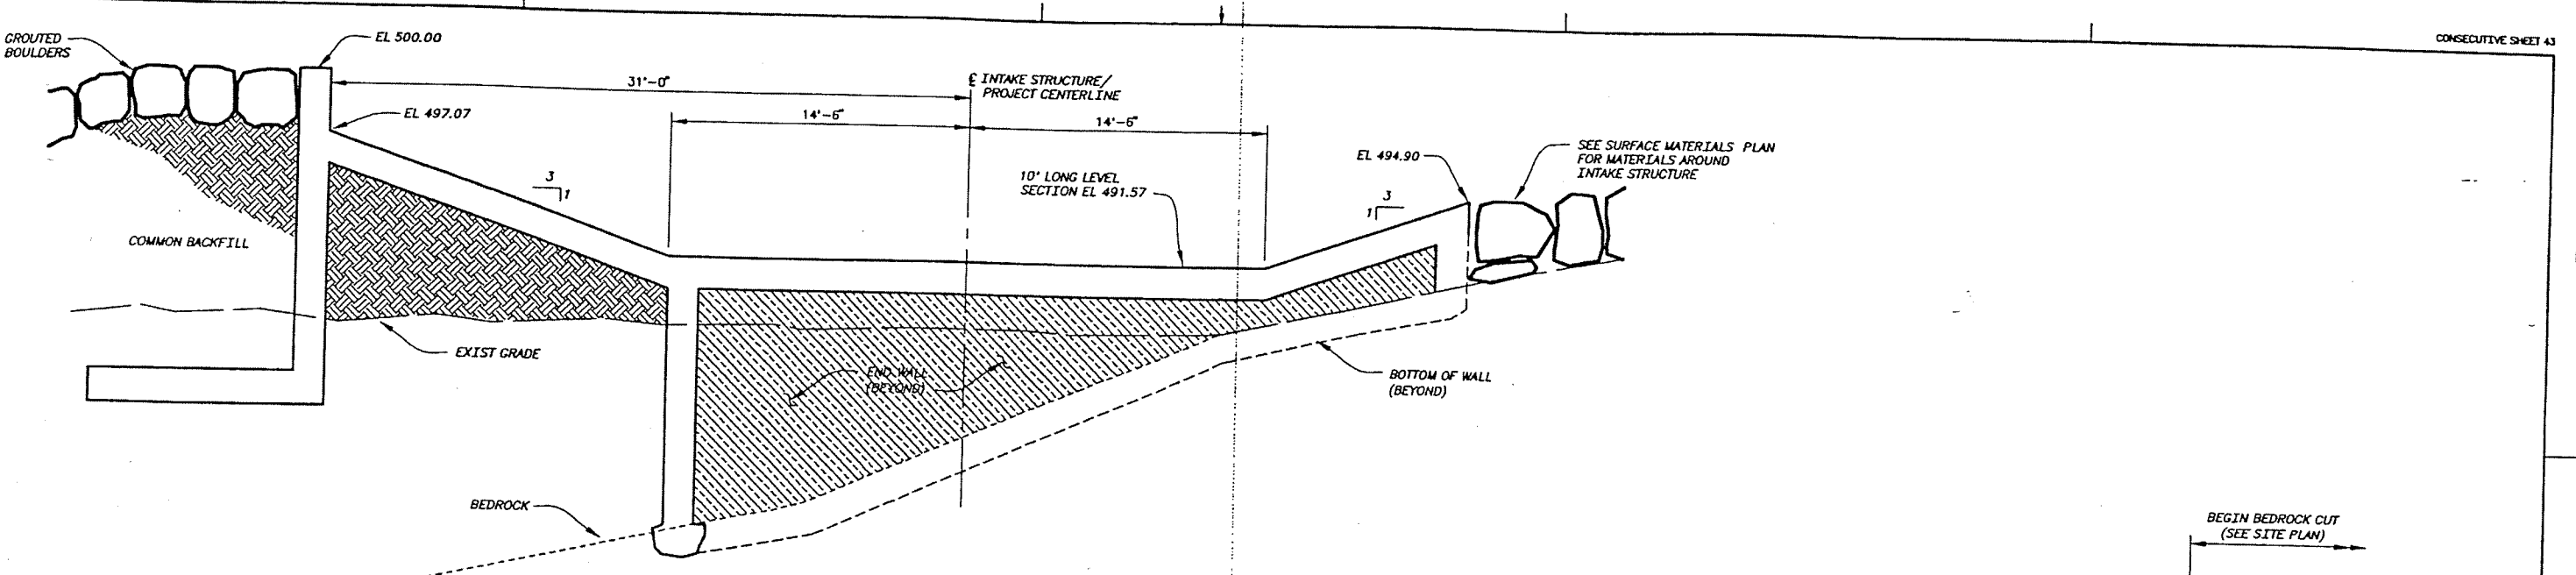 CONSECUTIVE SHEET 43
GROUTED
BOULDERS
EL 500.00
31'-0"
℄ INTAKE STRUCTURE/
PROJECT CENTERLINE
EL 497.07
14'-6"
14'-6"
3
1
10' LONG LEVEL
SECTION EL 491.57
EL 494.90
3
1
SEE SURFACE MATERIALS PLAN
FOR MATERIALS AROUND
INTAKE STRUCTURE
COMMON BACKFILL
EXIST GRADE
END WALL
(BEYOND)
BOTTOM OF WALL
(BEYOND)
BEDROCK
BEGIN BEDROCK CUT
(SEE SITE PLAN)